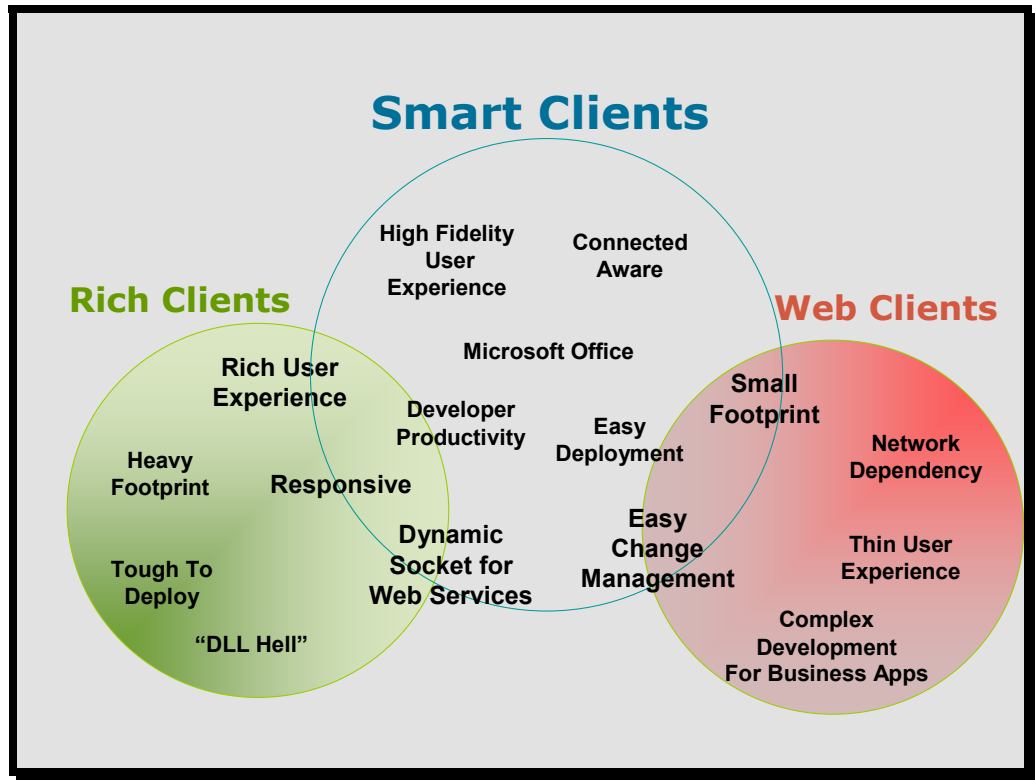 Smart Clients
High Fidelity
User
Experience
Connected
Aware
Rich Clients
Web Clients
Microsoft Office
Rich User
Experience
Small
Footprint
Developer
Productivity
Easy
Deployment
Network
Dependency
Heavy
Footprint
Responsive
Dynamic
Socket for
Web Services
Easy
Change
Management
Thin User
Experience
Tough To
Deploy
“DLL Hell”
Complex
Development
For Business Apps